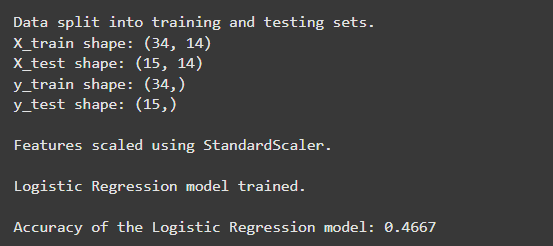 Data split into training and testing sets.
X_train shape: (34, 14)
X_test shape: (15, 14)
y_train shape: (34,)
y_test shape: (15,)
Features scaled using StandardScaler.
Logistic Regression model trained.
Accuracy of the Logistic Regression model: 0.4667